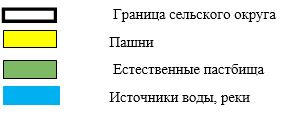 Граница сельского округа
Пашни
Естественные пастбища
Источники воды, реки